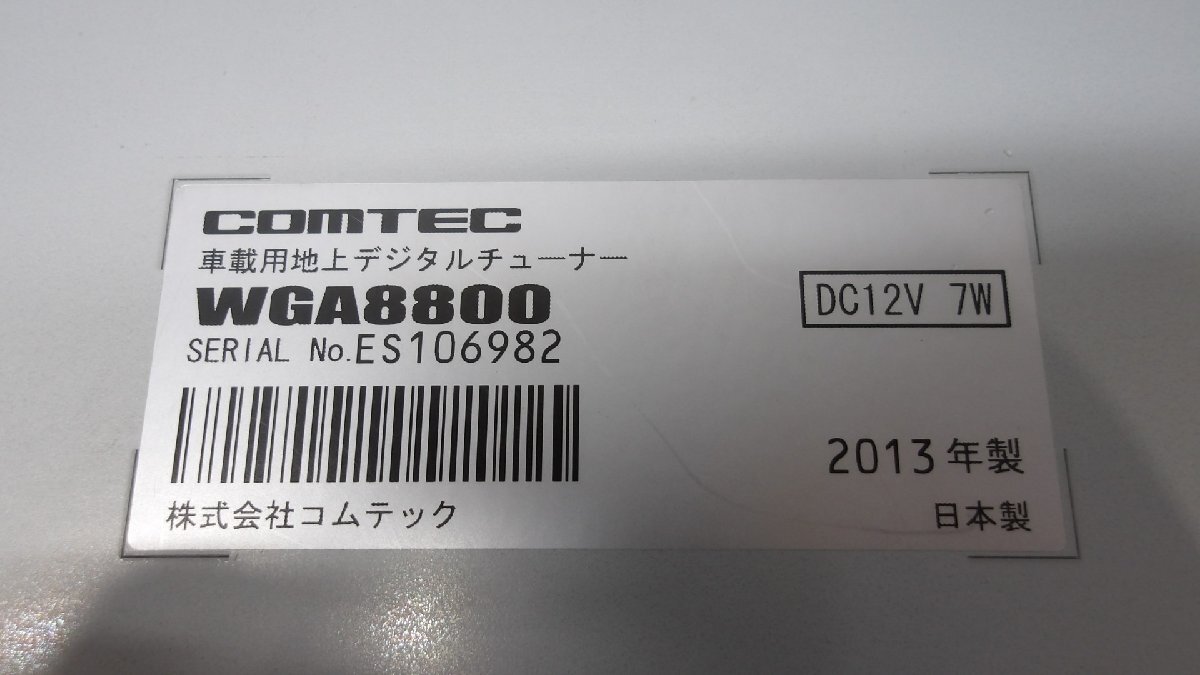 COMTEC
車載用地上デジタルチューナー
WGA8800
DC12V 7W
SERIAL No.ES106982
2013年製
株式会社コムテック
日本製